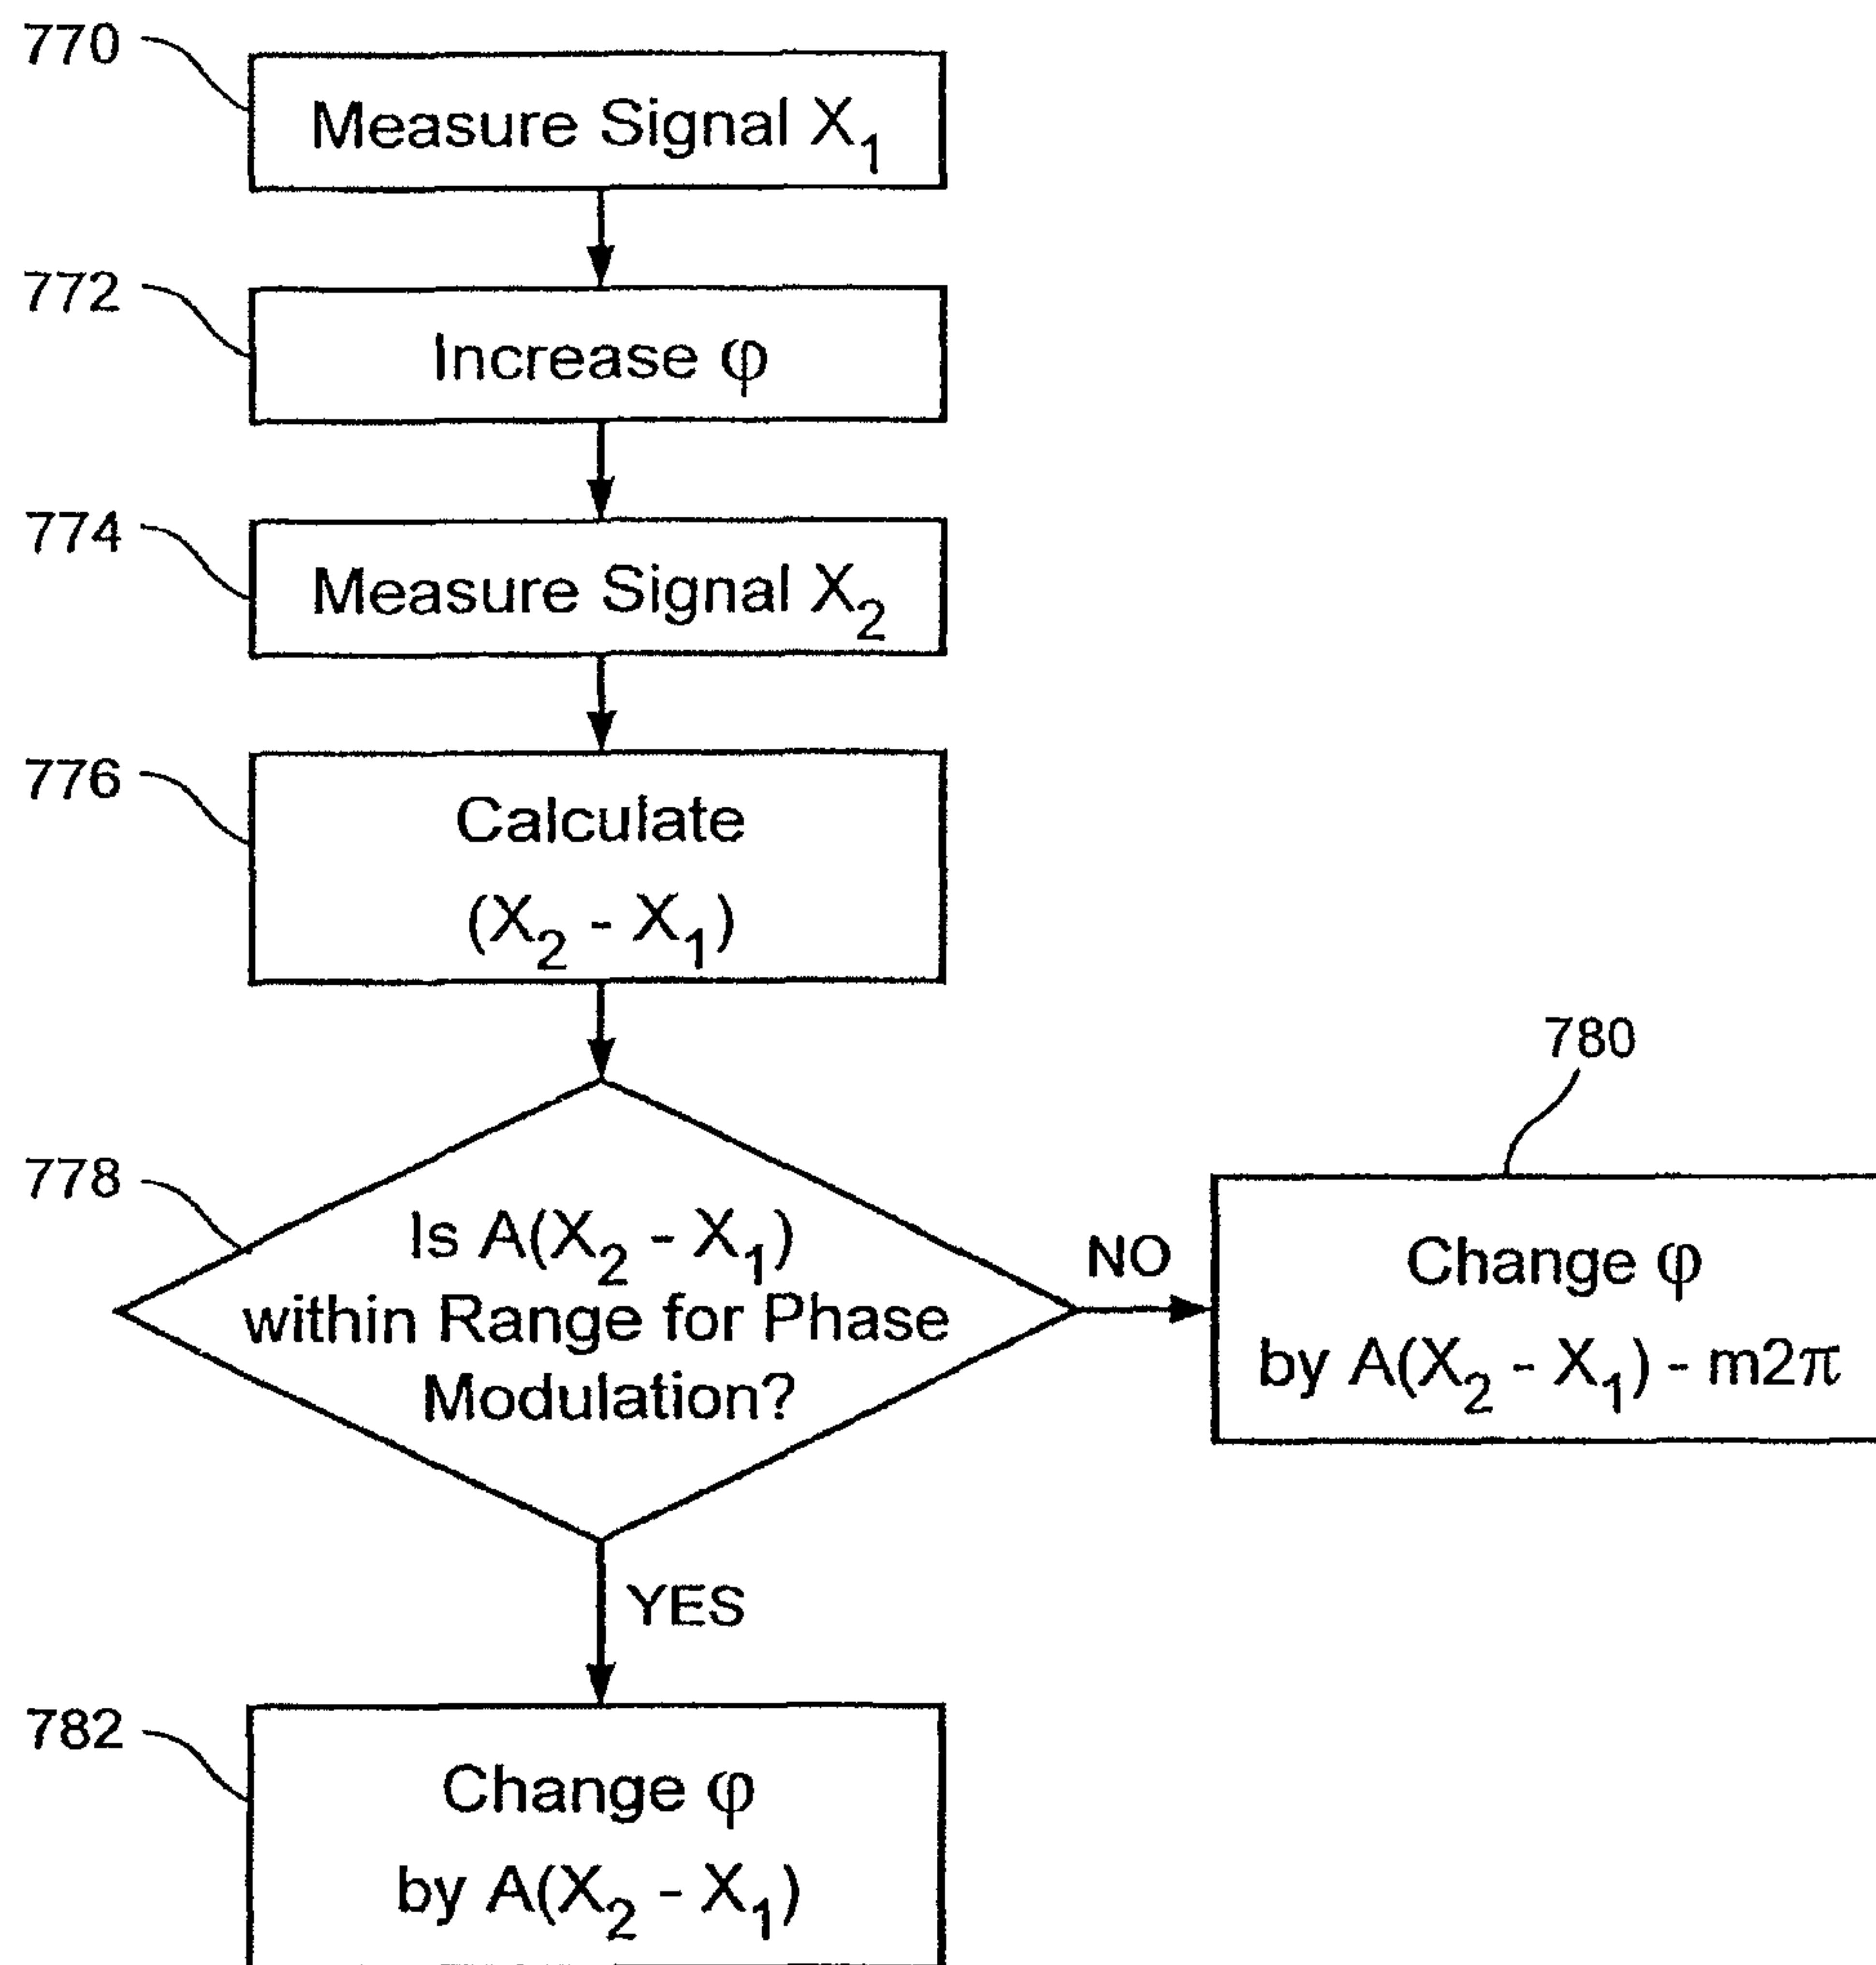 770
Measure Signal X₁
772
Increase φ
774
Measure Signal X₂
776
Calculate
(X₂ - X₁)
778
Is A(X₂ - X₁)
within Range for Phase
Modulation?
NO
780
Change φ
by A(X₂ - X₁) - m2π
YES
782
Change φ
by A(X₂ - X₁)